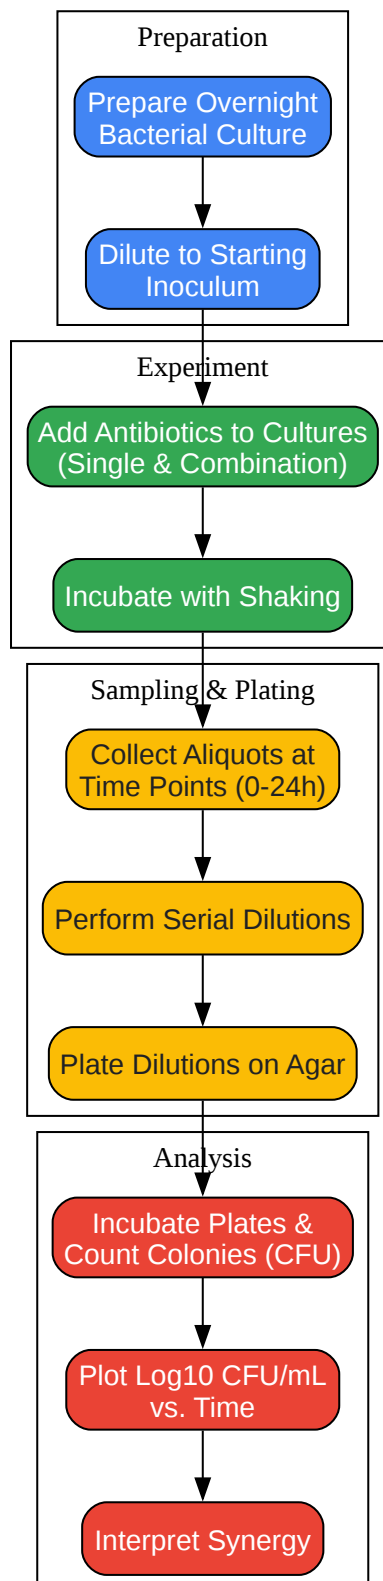 Preparation
Prepare Overnight
Bacterial Culture
Dilute to Starting
Inoculum
Experiment
Add Antibiotics to Cultures
(Single & Combination)
Incubate with Shaking
Sampling & Plating
Collect Aliquots at
Time Points (0-24h)
Perform Serial Dilutions
Plate Dilutions on Agar
Analysis
Incubate Plates &
Count Colonies (CFU)
Plot Log10 CFU/mL
vs. Time
Interpret Synergy